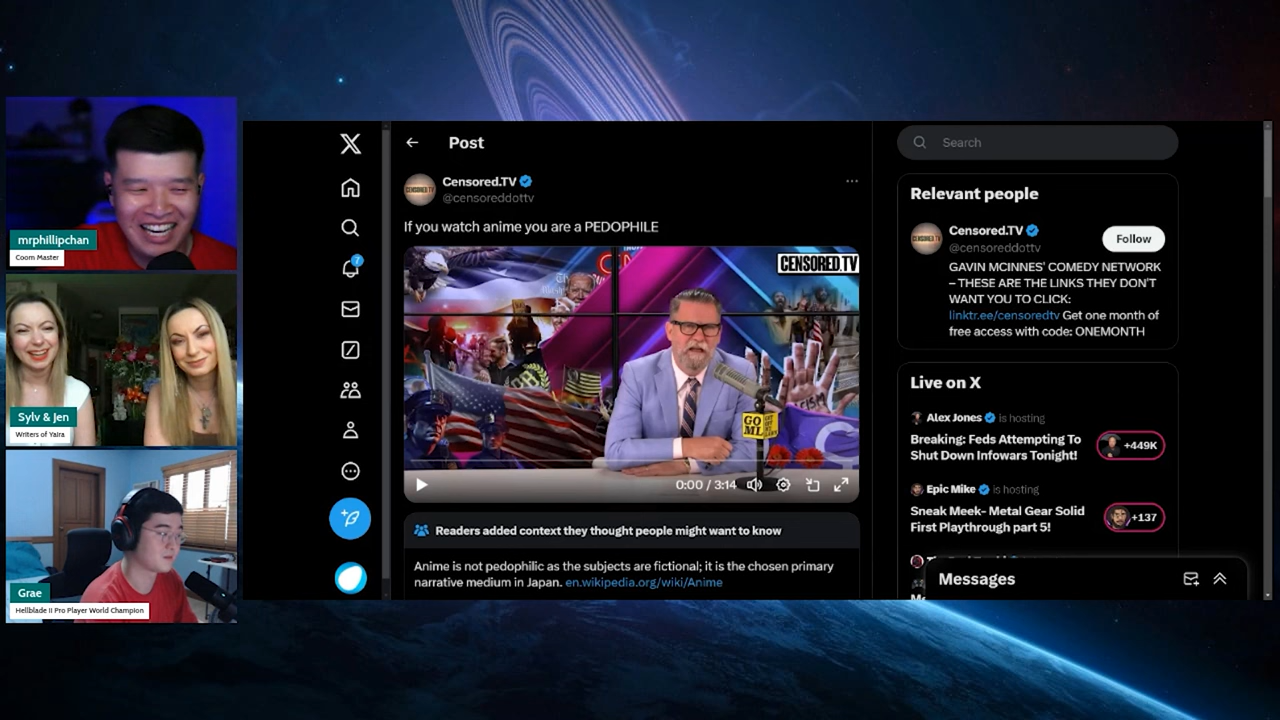 mrphillipchan
Coom Master
Sylv & Jen
Writers of Yaira
Grae
Hellblade II Pro Player World Champion
7
Post
Censored.TV
@censoreddottv
If you watch anime you are a PEDOPHILE
CENSORED.TV
GO
ML
0:00 / 3:14
Readers added context they thought people might want to know
Anime is not pedophilic as the subjects are fictional; it is the chosen primary
narrative medium in Japan. en.wikipedia.org/wiki/Anime
Search
Relevant people
Censored.TV
@censoreddottv
Follow
GAVIN MCINNES' COMEDY NETWORK
– THESE ARE THE LINKS THEY DON'T
WANT YOU TO CLICK:
linktr.ee/censoredtv Get one month of
free access with code: ONEMONTH
Live on X
Alex Jones is hosting
Breaking: Feds Attempting To
Shut Down Infowars Tonight!
+449K
Epic Mike is hosting
Sneak Meek- Metal Gear Solid
First Playthrough part 5!
+137
Messages